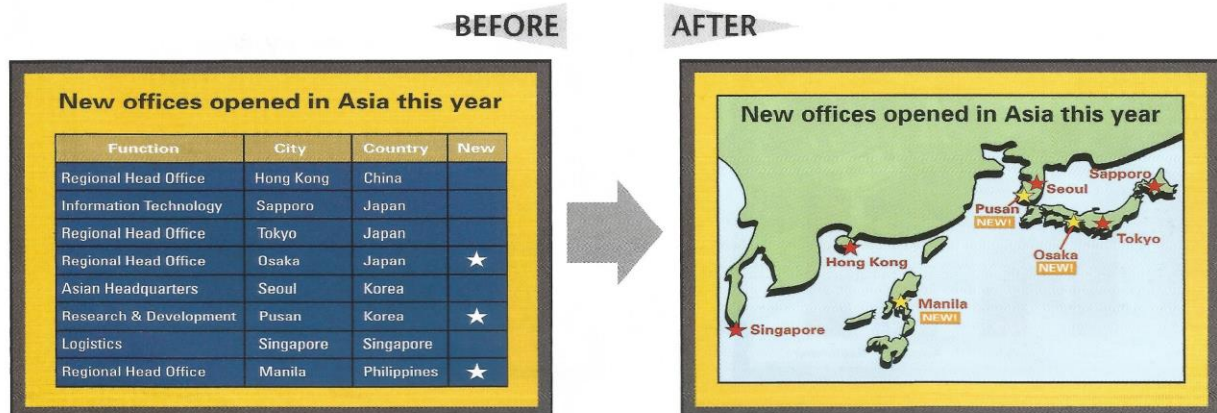 BEFORE
AFTER
New offices opened in Asia this year
Function City Country New
Regional Head Office Hong Kong China
Information Technology Sapporo Japan
Regional Head Office Tokyo Japan
Regional Head Office Osaka Japan
Asian Headquarters Seoul Korea
Research & Development Pusan Korea
Logistics Singapore Singapore
Regional Head Office Manila Philippines
New offices opened in Asia this year
Sapporo
Seoul
Pusan
NEW!
Tokyo
Osaka
NEW!
Hong Kong
Manila
NEW!
Singapore